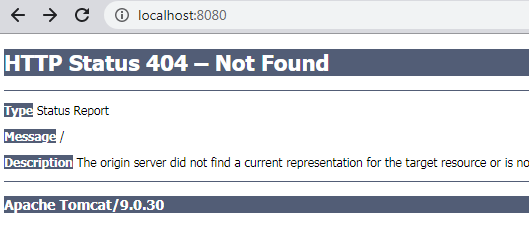 localhost:8080
HTTP Status 404 – Not Found
Type Status Report
Message /
Description The origin server did not find a current representation for the target resource or is no
Apache Tomcat/9.0.30